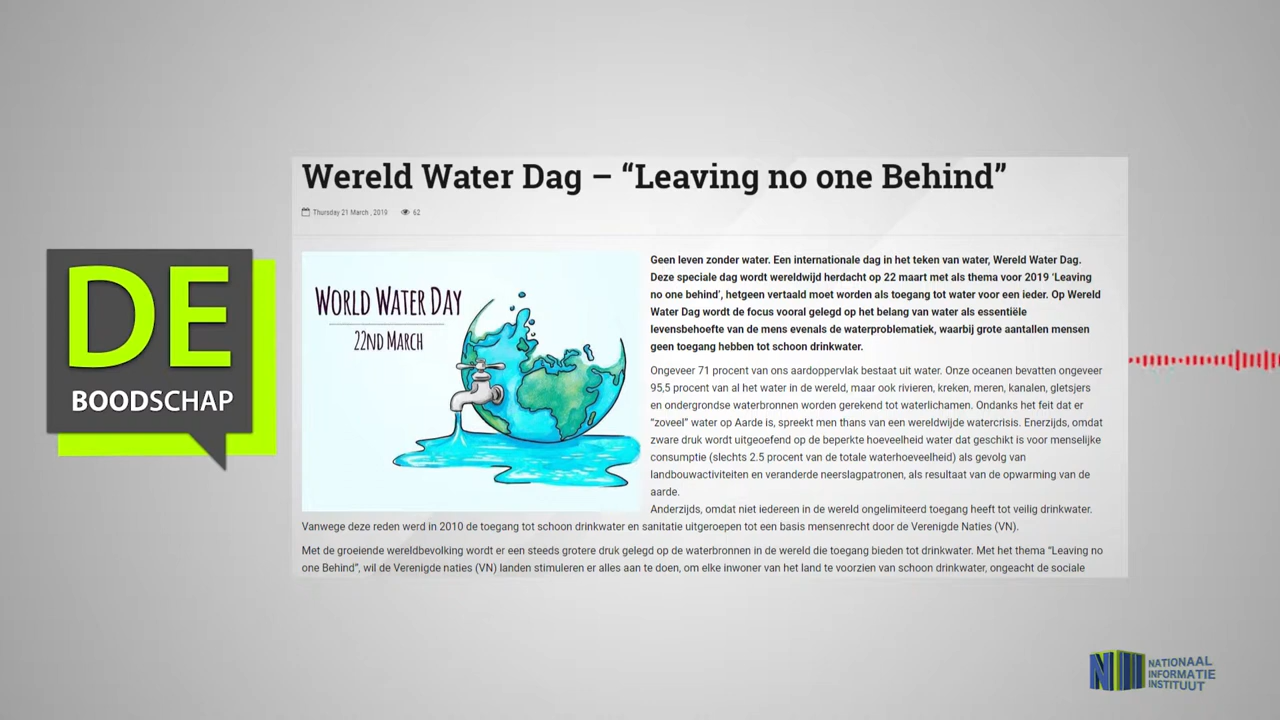 Wereld Water Dag – “Leaving no one Behind”
Thursday 21 March , 2019 62
DE
BOODSCHAP
WORLD WATER DAY
22ND MARCH
Geen leven zonder water. Een internationale dag in het teken van water, Wereld Water Dag.
Deze speciale dag wordt wereldwijd herdacht op 22 maart met als thema voor 2019 ‘Leaving
no one behind’, hetgeen vertaald moet worden als toegang tot water voor een ieder. Op Wereld
Water Dag wordt de focus vooral gelegd op het belang van water als essentiële
levensbehoefte van de mens evenals de waterproblematiek, waarbij grote aantallen mensen
geen toegang hebben tot schoon drinkwater.
Ongeveer 71 procent van ons aardoppervlak bestaat uit water. Onze oceanen bevatten ongeveer
95,5 procent van al het water in de wereld, maar ook rivieren, kreken, meren, kanalen, gletsjers
en ondergrondse waterbronnen worden gerekend tot waterlichamen. Ondanks het feit dat er
“zoveel” water op Aarde is, spreekt men thans van een wereldwijde watercrisis. Enerzijds, omdat
zware druk wordt uitgeoefend op de beperkte hoeveelheid water dat geschikt is voor menselijke
consumptie (slechts 2.5 procent van de totale waterhoeveelheid) als gevolg van
landbouwactiviteiten en veranderde neerslagpatronen, als resultaat van de opwarming van de
aarde.
Anderzijds, omdat niet iedereen in de wereld ongelimiteerd toegang heeft tot veilig drinkwater.
Vanwege deze reden werd in 2010 de toegang tot schoon drinkwater en sanitatie uitgeroepen tot een basis mensenrecht door de Verenigde Naties (VN).
Met de groeiende wereldbevolking wordt er een steeds grotere druk gelegd op de waterbronnen in de wereld die toegang bieden tot drinkwater. Met het thema “Leaving no
one Behind”, wil de Verenigde naties (VN) landen stimuleren er alles aan te doen, om elke inwoner van het land te voorzien van schoon drinkwater, ongeacht de sociale
NATIONAAL
INFORMATIE
INSTITUUT